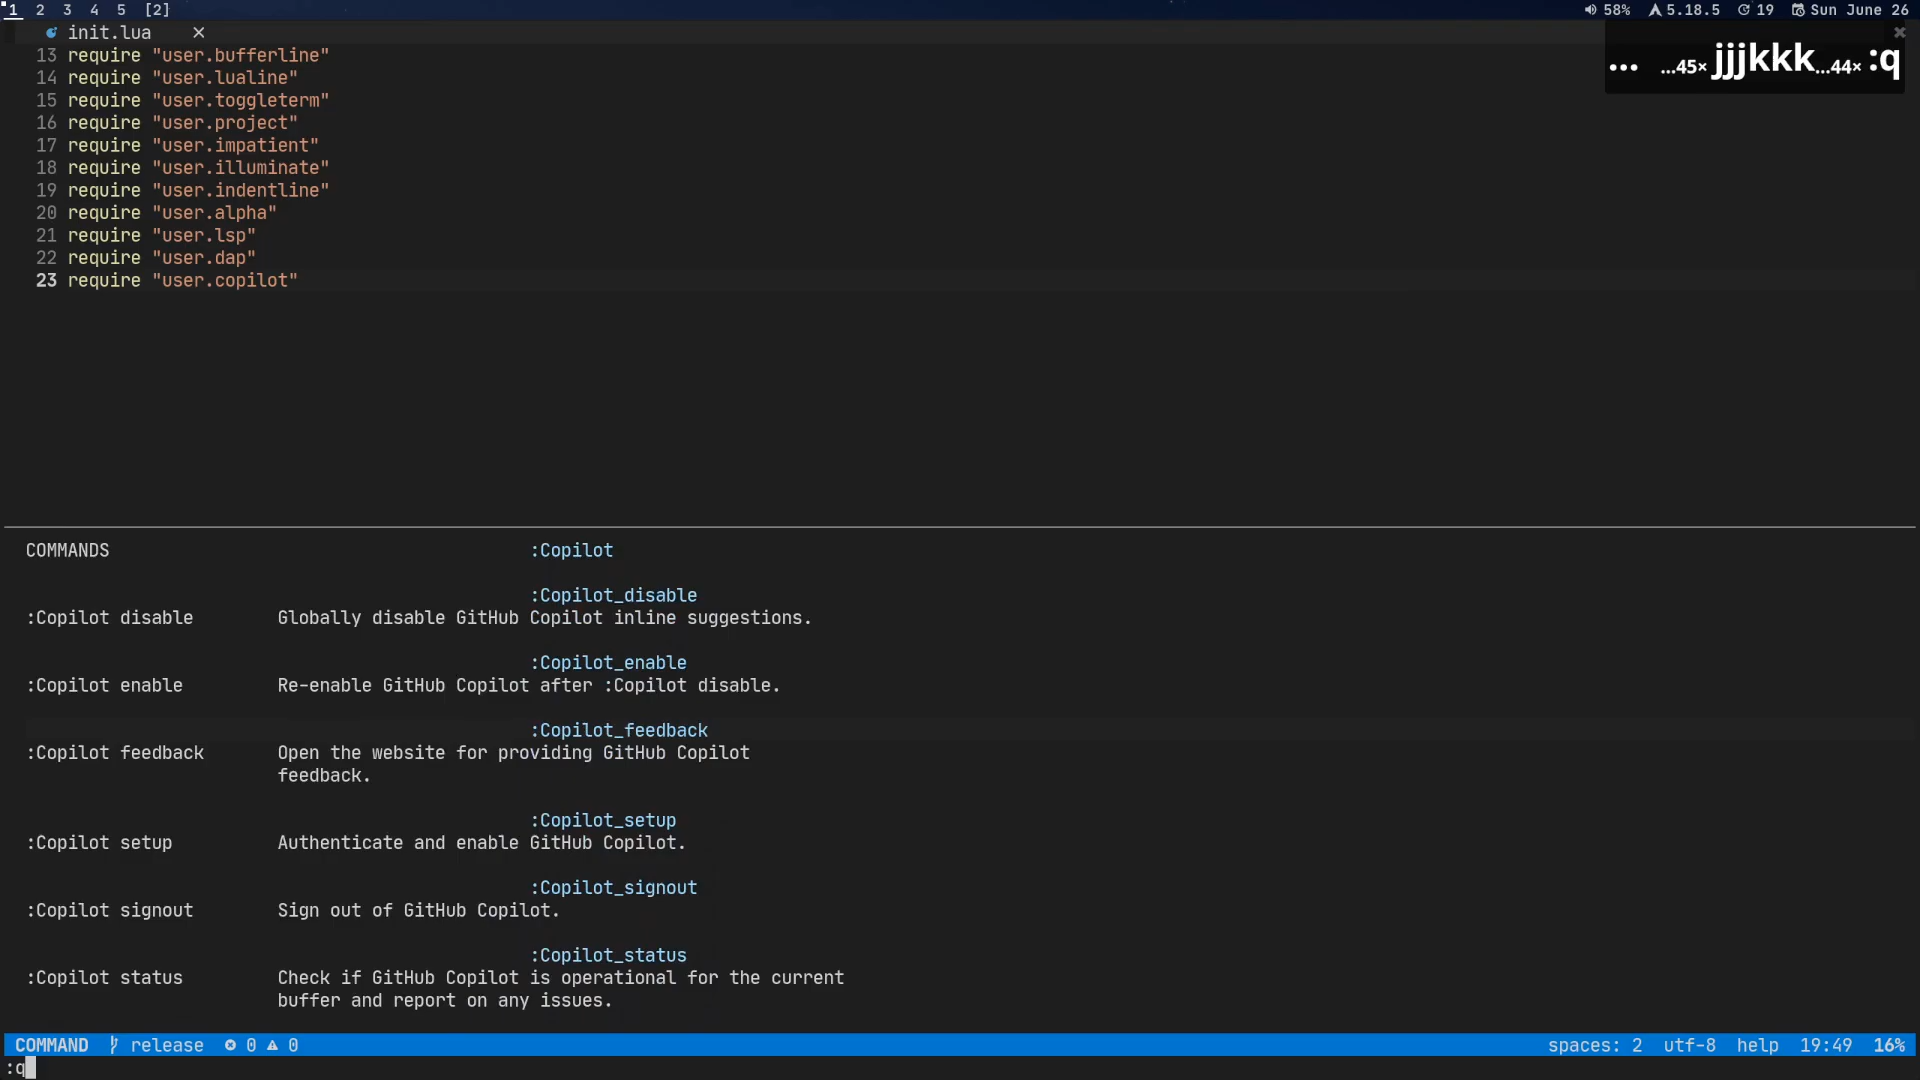 1 2 3 4 5 [2] 58% 5.18.5 19 Sun June 26
init.lua
... ...45× jjjkkk...44× :q
13 require "user.bufferline"
14 require "user.lualine"
15 require "user.toggleterm"
16 require "user.project"
17 require "user.impatient"
18 require "user.illuminate"
19 require "user.indentline"
20 require "user.alpha"
21 require "user.lsp"
22 require "user.dap"
23 require "user.copilot"
COMMANDS :Copilot
:Copilot_disable
:Copilot disable Globally disable GitHub Copilot inline suggestions.
:Copilot_enable
:Copilot enable Re-enable GitHub Copilot after :Copilot disable.
:Copilot_feedback
:Copilot feedback Open the website for providing GitHub Copilot
feedback.
:Copilot_setup
:Copilot setup Authenticate and enable GitHub Copilot.
:Copilot_signout
:Copilot signout Sign out of GitHub Copilot.
:Copilot_status
:Copilot status Check if GitHub Copilot is operational for the current
buffer and report on any issues.
COMMAND release 0 0 spaces: 2 utf-8 help 19:49 16%
:q